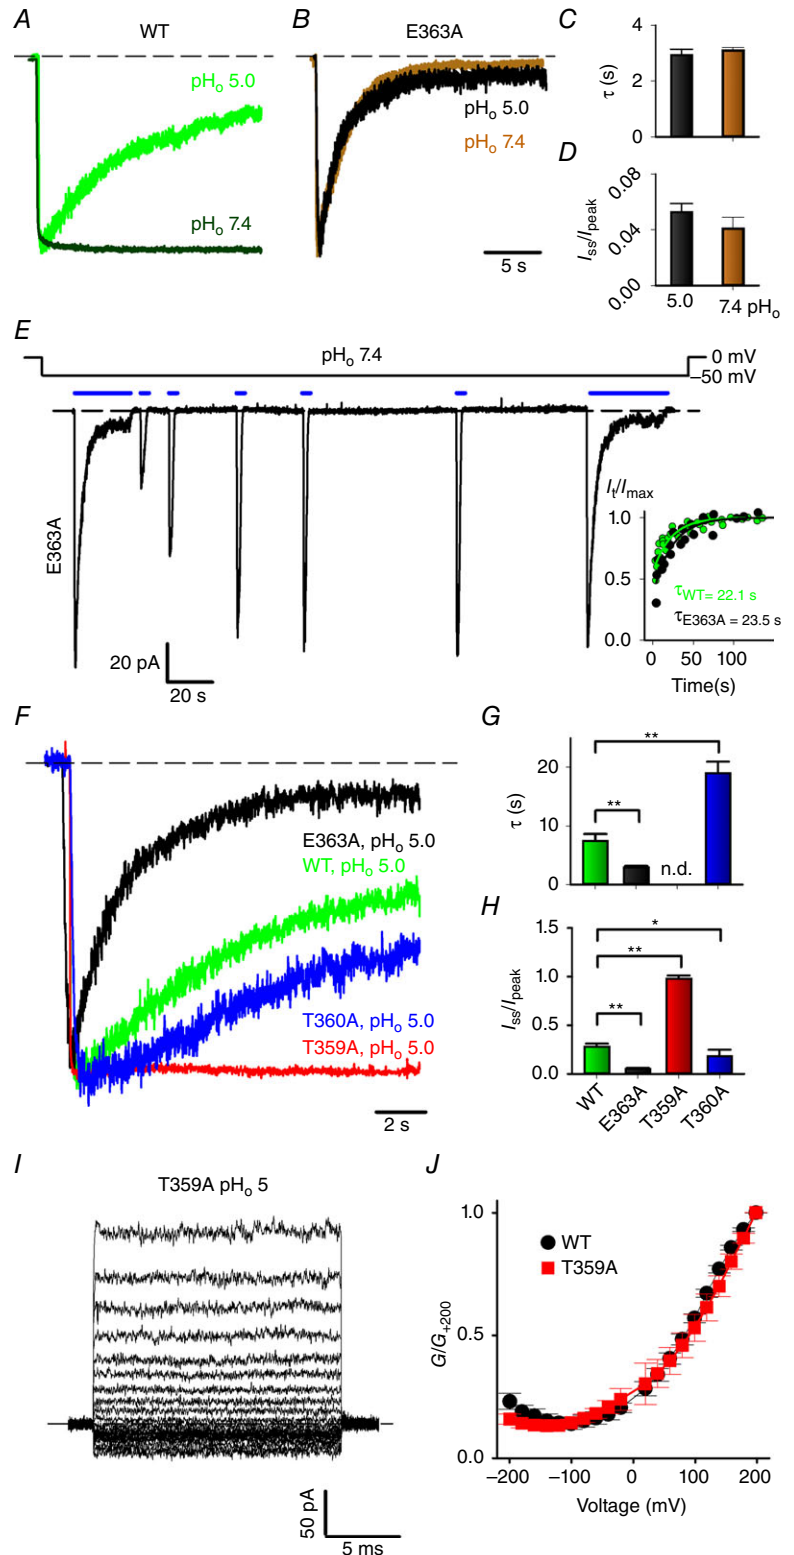 A
WT
pHo 5.0
pHo 7.4
B
E363A
pHo 5.0
pHo 7.4
5 s
C
τ (s)
4
2
0
D
Iss/Ipeak
0.08
0.04
0.00
5.0
7.4 pHo
E
pHo 7.4
0 mV
–50 mV
E363A
20 pA
20 s
It/Imax
1.0
0.5
0.0
τWT= 22.1 s
τE363A = 23.5 s
0
50
100
Time(s)
F
E363A, pHo 5.0
WT, pHo 5.0
T360A, pHo 5.0
T359A, pHo 5.0
2 s
G
τ (s)
20
10
0
**
**
n.d.
H
Iss/Ipeak
1.5
1.0
0.5
0.0
*
**
**
WT
E363A
T359A
T360A
I
T359A pHo 5
50 pA
5 ms
J
G/G+200
1.0
0.5
0.0
WT
T359A
–200
–100
0
100
200
Voltage (mV)